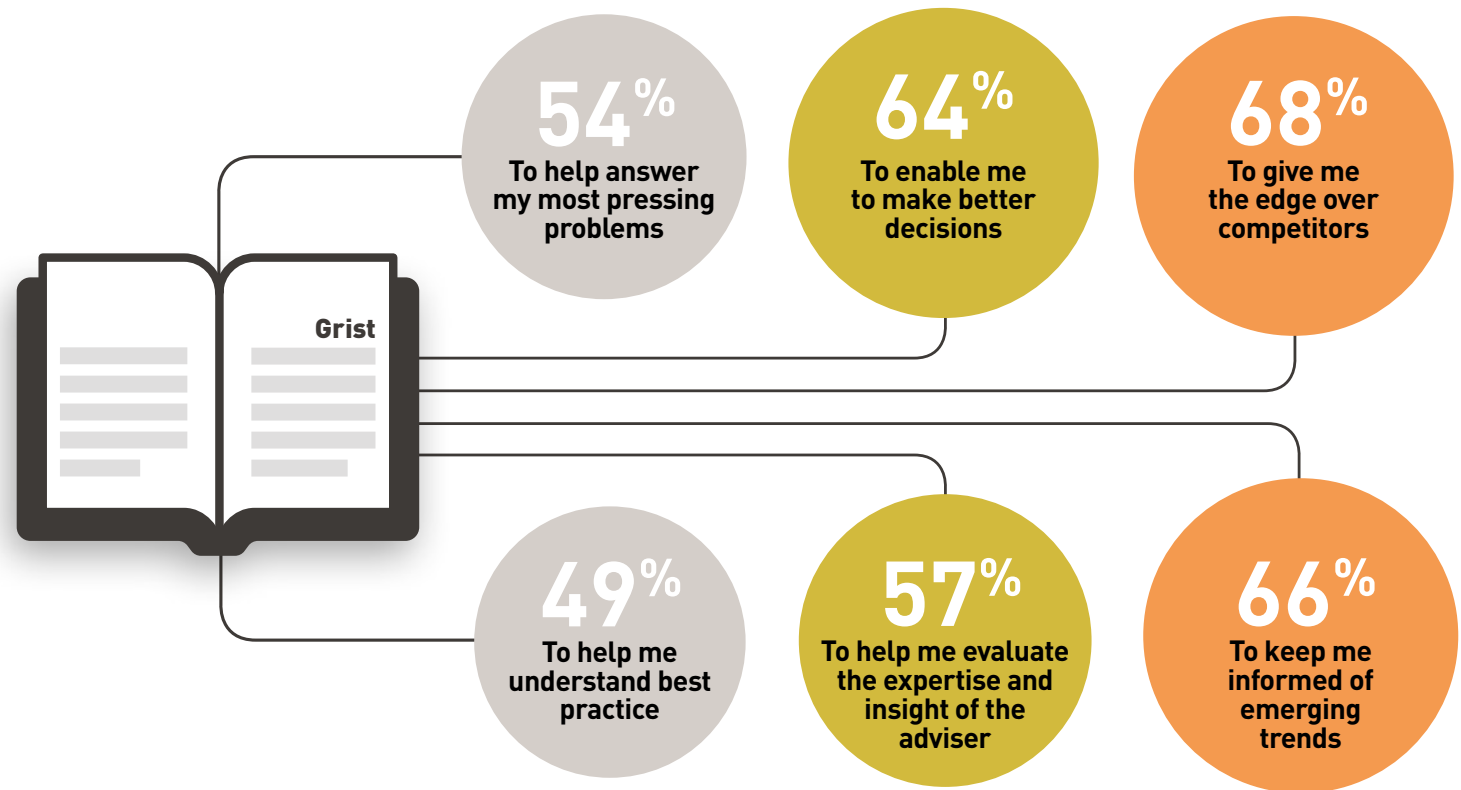 54%
To help answer
my most pressing
problems
64%
To enable me
to make better
decisions
68%
To give me
the edge over
competitors
Grist
49%
To help me
understand best
practice
57%
To help me evaluate
the expertise and
insight of the
adviser
66%
To keep me
informed of
emerging
trends